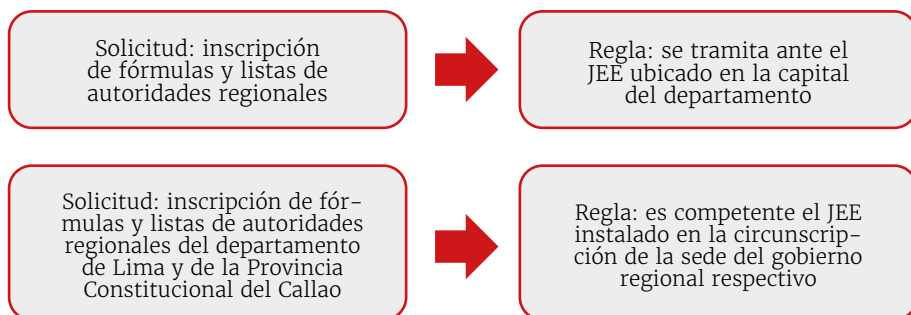 Solicitud: inscripción
de fórmulas y listas de
autoridades regionales
Regla: se tramita ante el
JEE ubicado en la capital
del departamento
Solicitud: inscripción de fór-
mulas y listas de autoridades
regionales del departamento
de Lima y de la Provincia
Constitucional del Callao
Regla: es competente el JEE
instalado en la circunscrip-
ción de la sede del gobierno
regional respectivo